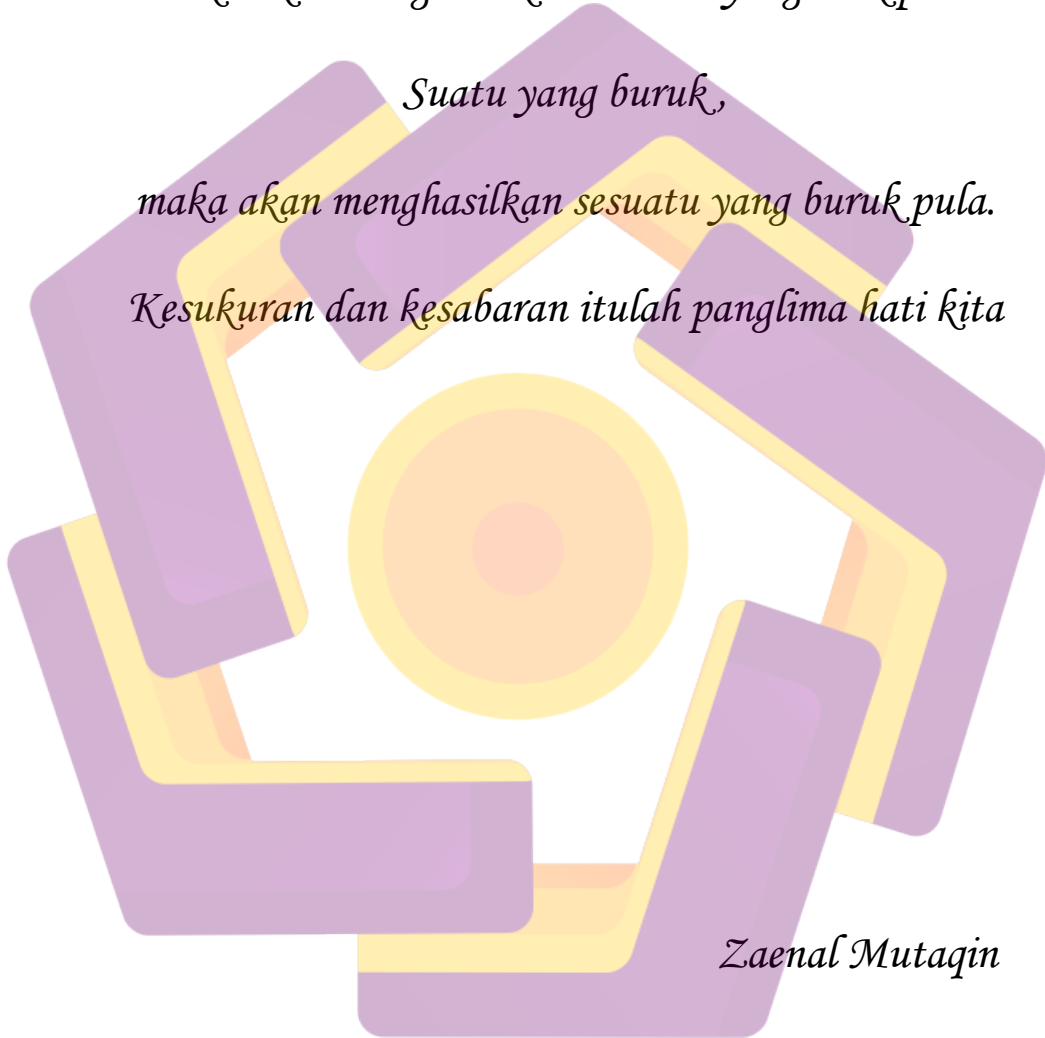 Suatu yang buruk,
maka akan menghasilkan sesuatu yang buruk pula.
Kesukuran dan kesabaran itulah panglima hati kita
Zaenal Mutaqin